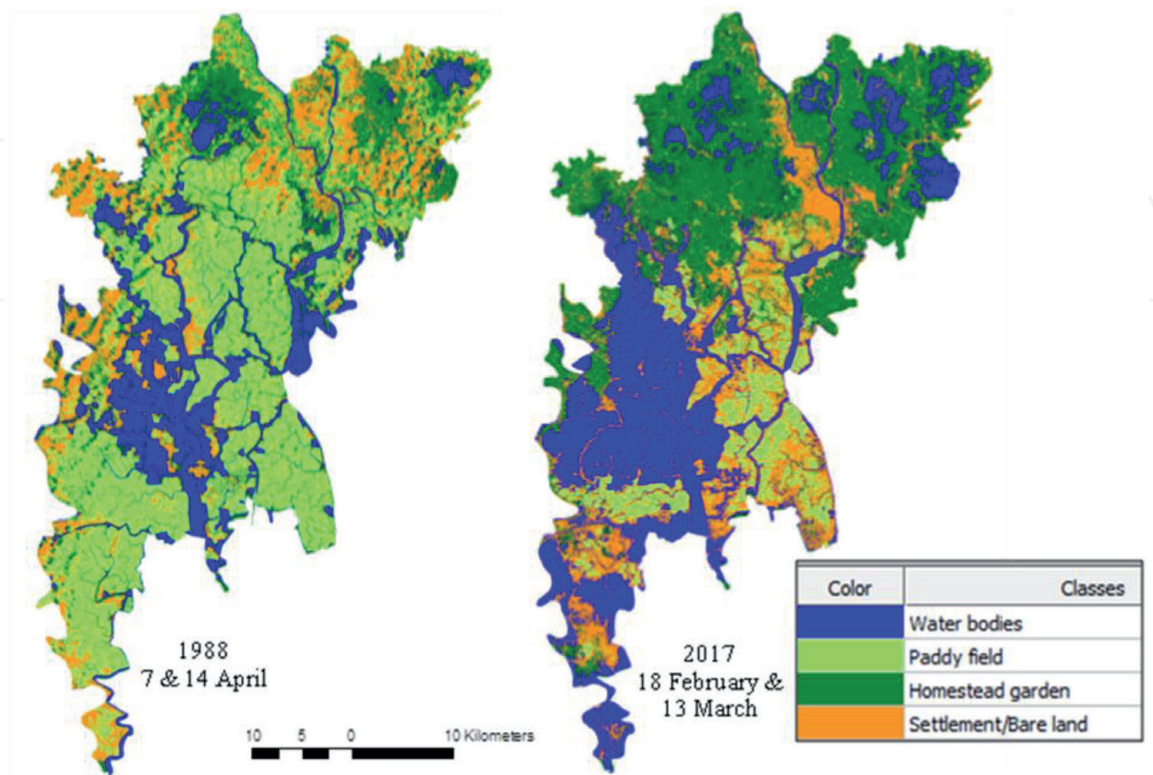 1988
7 & 14 April
2017
18 February &
13 March
10 5 0 10 Kilometers
Color Classes
Water bodies
Paddy field
Homestead garden
Settlement/Bare land